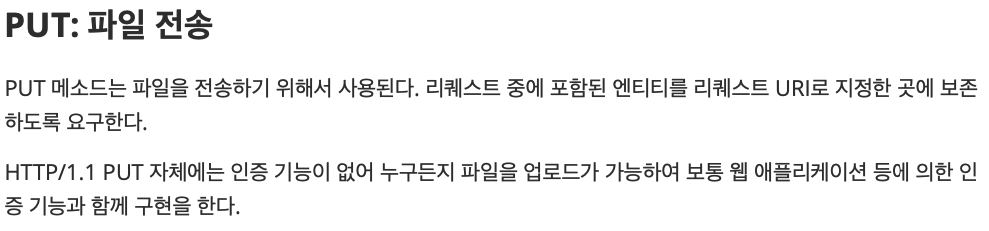 PUT: 파일 전송
PUT 메소드는 파일을 전송하기 위해서 사용된다. 리퀘스트 중에 포함된 엔티티를 리퀘스트 URI로 지정한 곳에 보존
하도록 요구한다.
HTTP/1.1 PUT 자체에는 인증 기능이 없어 누구든지 파일을 업로드가 가능하여 보통 웹 애플리케이션 등에 의한 인
증 기능과 함께 구현을 한다.